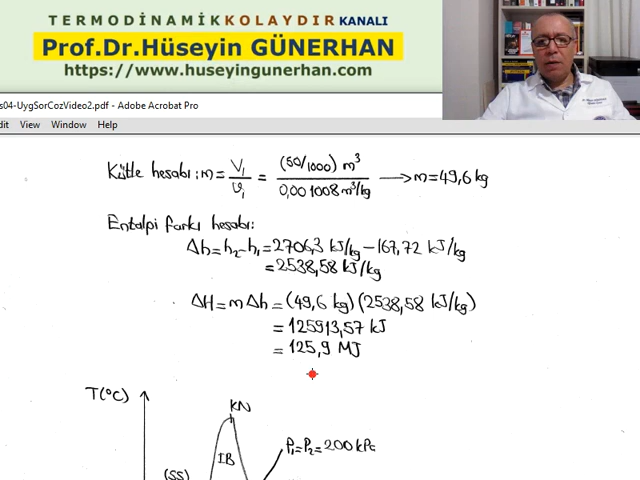 TERMODİNAMİKKOLAYDIR KANALI
Prof.Dr.Hüseyin GÜNERHAN
https://www.huseyingunerhan.com
s04-UygSorCozVideo2.pdf - Adobe Acrobat Pro
dit View Window Help
Kütle hesabı: m = V₁/v₁ = (50/1000) m³ / 0,001008 m³/kg → m=49,6 kg
Entalpi farkı hesabı:
Δh=h₂-h₁=2706,3 kJ/kg-167,72 kJ/kg
=2538,58 kJ/kg
ΔH=mΔh=(49,6 kg)(2538,58 kJ/kg)
=125913,57 kJ
=125,9 MJ
T(°C)
KN
P₁=P₂=200 kPa
IB
(SS)